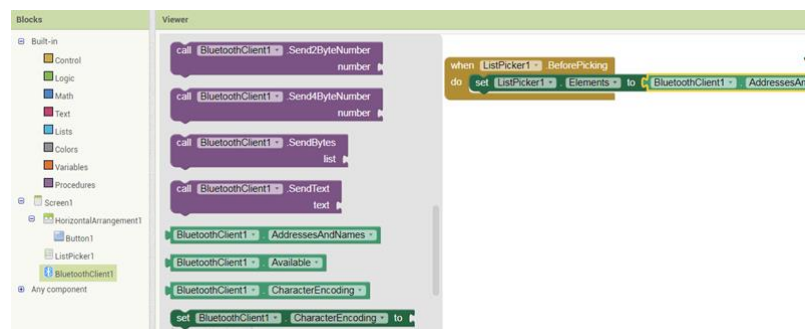 Blocks
Viewer
Built-in
Control
Logic
Math
Text
Lists
Colors
Variables
Procedures
Screen1
HorizontalArrangement1
Button1
ListPicker1
BluetoothClient1
Any component
call BluetoothClient1 .Send2ByteNumber
number
call BluetoothClient1 .Send4ByteNumber
number
call BluetoothClient1 .SendBytes
list
call BluetoothClient1 .SendText
text
BluetoothClient1 . AddressesAndNames
BluetoothClient1 . Available
BluetoothClient1 . CharacterEncoding
set BluetoothClient1 . CharacterEncoding to
when ListPicker1 .BeforePicking
do set ListPicker1 . Elements to BluetoothClient1 . AddressesAn